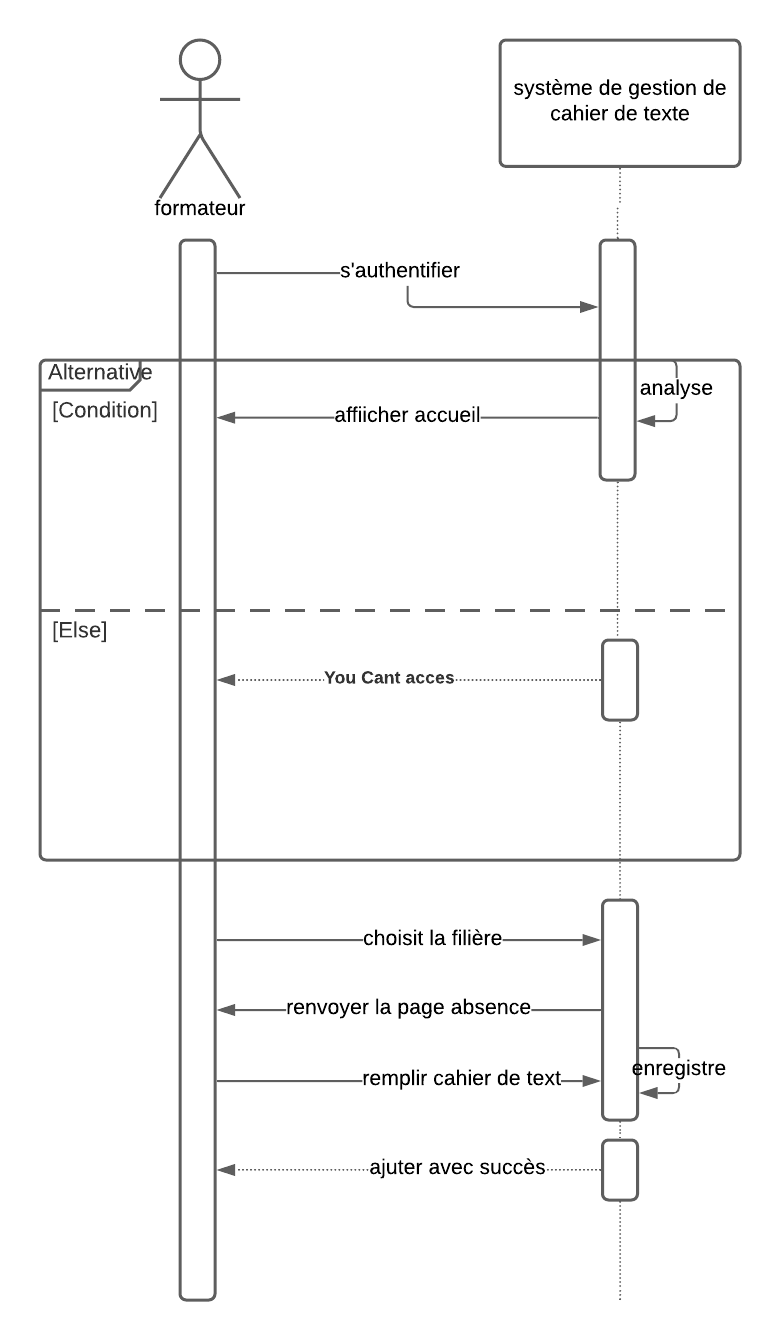 système de gestion de
cahier de texte
formateur
s'authentifier
Alternative
analyse
[Condition]
affiicher accueil
[Else]
You Cant acces
choisit la filière
renvoyer la page absence
enregistre
remplir cahier de text
ajuter avec succès